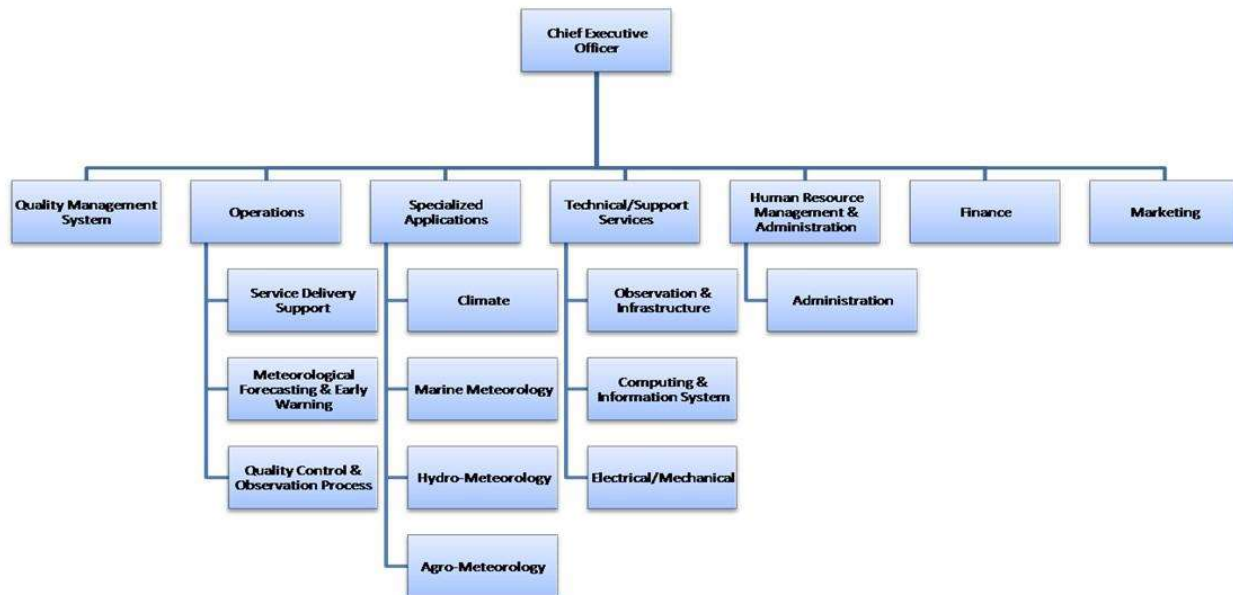 Chief Executive
Officer
Quality Management
System
Operations
Specialized
Applications
Technical/Support
Services
Human Resource
Management &
Administration
Finance
Marketing
Service Delivery
Support
Meteorological
Forecasting & Early
Warning
Quality Control &
Observation Process
Climate
Marine Meteorology
Hydro-Meteorology
Agro-Meteorology
Observation &
Infrastructure
Computing &
Information System
Electrical/Mechanical
Administration